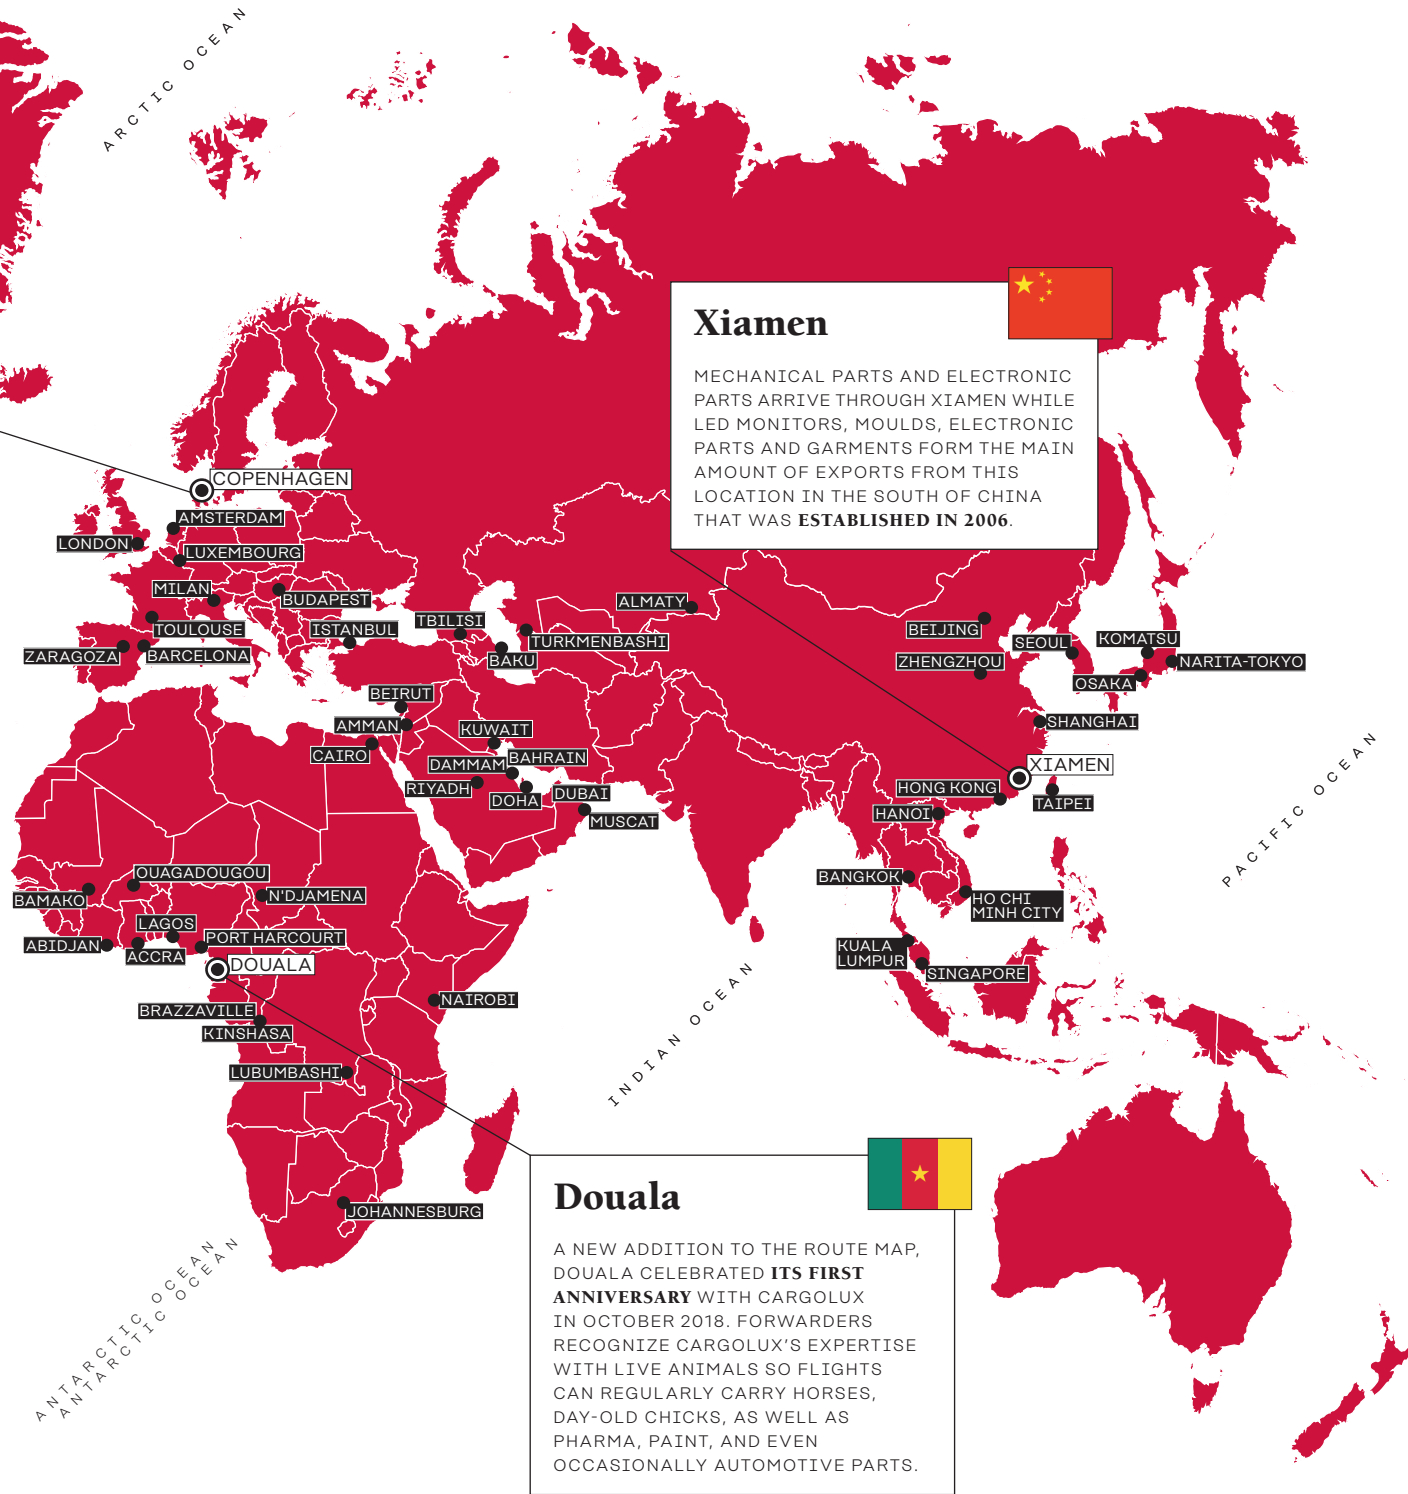 ARCTIC OCEAN
Xiamen
MECHANICAL PARTS AND ELECTRONIC
PARTS ARRIVE THROUGH XIAMEN WHILE
LED MONITORS, MOULDS, ELECTRONIC
PARTS AND GARMENTS FORM THE MAIN
AMOUNT OF EXPORTS FROM THIS
LOCATION IN THE SOUTH OF CHINA
THAT WAS ESTABLISHED IN 2006.
COPENHAGEN
AMSTERDAM
LONDON
LUXEMBOURG
MILAN
BUDAPEST
TOULOUSE
ISTANBUL
ZARAGOZA
BARCELONA
TBILISI
TURKMENBASHI
BAKU
ALMATY
BEIJING
SEOUL
KOMATSU
ZHENGZHOU
NARITA-TOKYO
OSAKA
SHANGHAI
BEIRUT
AMMAN
CAIRO
KUWAIT
DAMMAM
BAHRAIN
RIYADH
DOHA
DUBAI
MUSCAT
XIAMEN
HONG KONG
TAIPEI
HANOI
PACIFIC OCEAN
OUAGADOUGOU
BAMAKO
N'DJAMENA
LAGOS
ABIDJAN
ACCRA
PORT HARCOURT
DOUALA
BANGKOK
HO CHI
MINH CITY
KUALA
LUMPUR
SINGAPORE
NAIROBI
BRAZZAVILLE
KINSHASA
LUBUMBASHI
INDIAN OCEAN
JOHANNESBURG
ANTARCTIC OCEAN
ANTARCTIC OCEAN
Douala
A NEW ADDITION TO THE ROUTE MAP,
DOUALA CELEBRATED ITS FIRST
ANNIVERSARY WITH CARGOLUX
IN OCTOBER 2018. FORWARDERS
RECOGNIZE CARGOLUX'S EXPERTISE
WITH LIVE ANIMALS SO FLIGHTS
CAN REGULARLY CARRY HORSES,
DAY-OLD CHICKS, AS WELL AS
PHARMA, PAINT, AND EVEN
OCCASIONALLY AUTOMOTIVE PARTS.